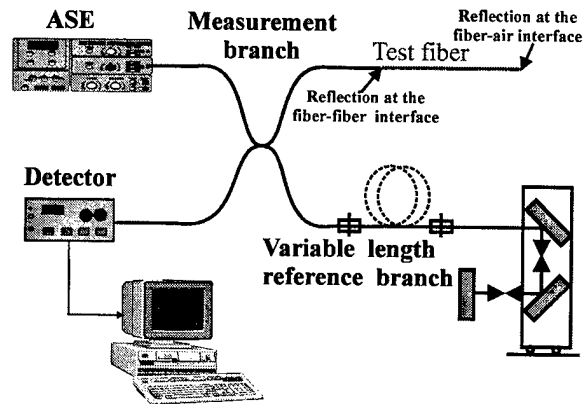 ASE
Measurement
branch
Reflection at the
fiber-air interface
Test fiber
Reflection at the
fiber-fiber interface
Detector
Variable length
reference branch